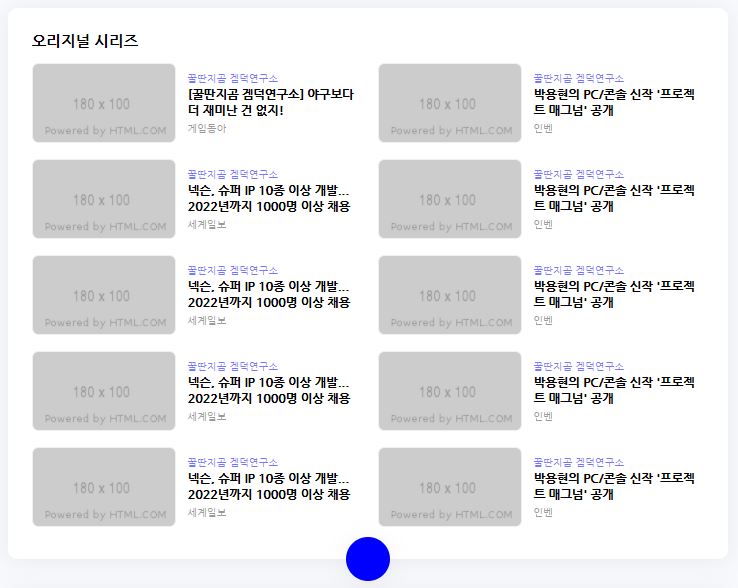 오리지널 시리즈
180 x 100
Powered by HTML.COM
꿀딴지곰 겜덕연구소
[꿀딴지곰 겜덕연구소] 야구보다
더 재미난 건 없지!
게임동아
180 x 100
Powered by HTML.COM
꿀딴지곰 겜덕연구소
박용현의 PC/콘솔 신작 '프로젝
트 매그넘' 공개
인벤
180 x 100
Powered by HTML.COM
꿀딴지곰 겜덕연구소
넥슨, 슈퍼 IP 10종 이상 개발...
2022년까지 1000명 이상 채용
세계일보
180 x 100
Powered by HTML.COM
꿀딴지곰 겜덕연구소
박용현의 PC/콘솔 신작 '프로젝
트 매그넘' 공개
인벤
180 x 100
Powered by HTML.COM
꿀딴지곰 겜덕연구소
넥슨, 슈퍼 IP 10종 이상 개발...
2022년까지 1000명 이상 채용
세계일보
180 x 100
Powered by HTML.COM
꿀딴지곰 겜덕연구소
박용현의 PC/콘솔 신작 '프로젝
트 매그넘' 공개
인벤
180 x 100
Powered by HTML.COM
꿀딴지곰 겜덕연구소
넥슨, 슈퍼 IP 10종 이상 개발...
2022년까지 1000명 이상 채용
세계일보
180 x 100
Powered by HTML.COM
꿀딴지곰 겜덕연구소
박용현의 PC/콘솔 신작 '프로젝
트 매그넘' 공개
인벤
180 x 100
Powered by HTML.COM
꿀딴지곰 겜덕연구소
넥슨, 슈퍼 IP 10종 이상 개발...
2022년까지 1000명 이상 채용
세계일보
180 x 100
Powered by HTML.COM
꿀딴지곰 겜덕연구소
박용현의 PC/콘솔 신작 '프로젝
트 매그넘' 공개
인벤